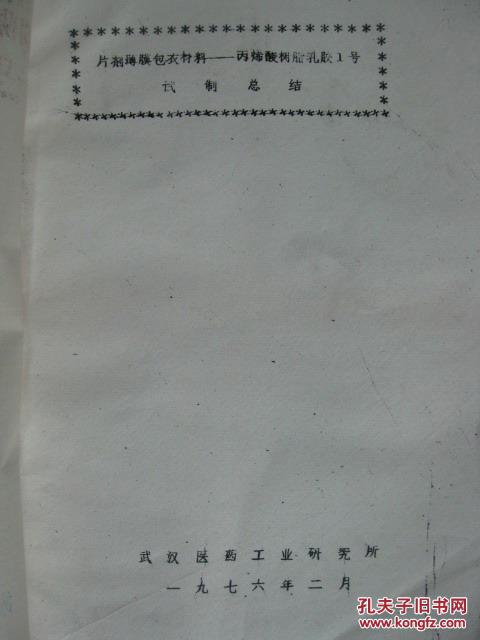 片剂薄膜包衣材料——丙烯酸树脂乳胶1号
试制总结
武汉医药工业研究所
一九七六年二月
孔夫子旧书网
www.kongfz.com